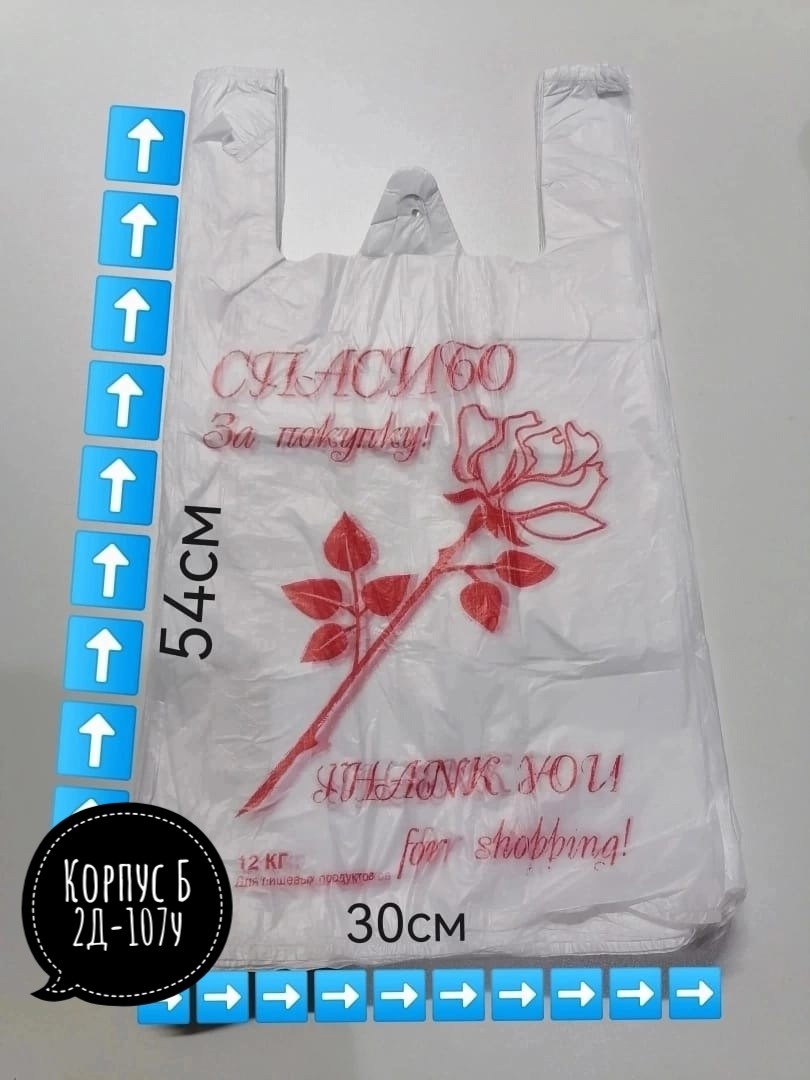 СПАСИБО
За покупку!
54см
THANK YOU
for shopping!
12 КГ
Для пищевых продуктов
30см
Корпус Б
2Д-107у